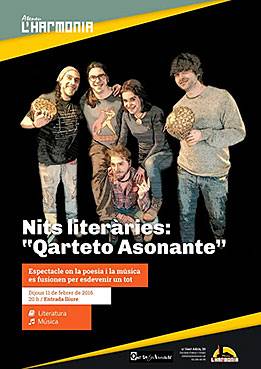 Ateneu
L'HARMONIA
Nits literàries:
"Qarteto Asonante"
Espectacle on la poesia i la música
es fusionen per esdevenir un tot
Dijous 11 de febrer de 2016
20 h / Entrada lliure
Literatura
Música
L'HARMONIA